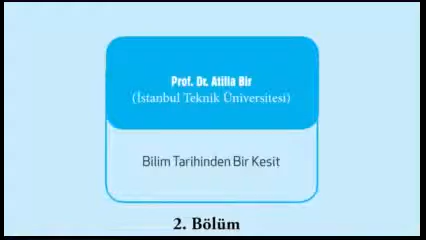 Prof. Dr. Atilla Bir
(İstanbul Teknik Üniversitesi)
Bilim Tarihinden Bir Kesit
2. Bölüm